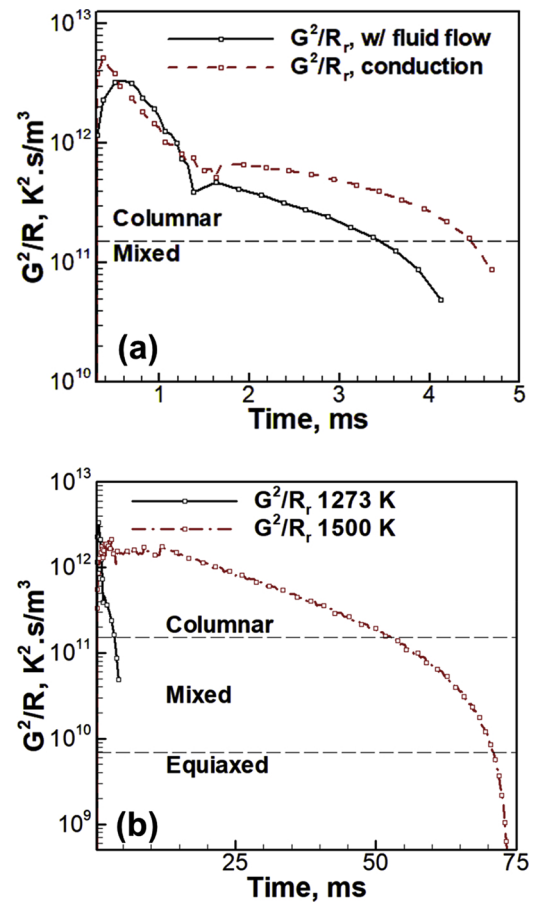 10¹³
G²/Rᵣ, w/ fluid flow
G²/Rᵣ, conduction
10¹²
G²/R, K².s/m³
Columnar
Mixed
10¹¹
(a)
10¹⁰
1 2 3 4 5
Time, ms
10¹³
G²/Rᵣ 1273 K
G²/Rᵣ 1500 K
10¹²
G²/R, K².s/m³
Columnar
10¹¹
Mixed
10¹⁰
Equiaxed
10⁹
(b)
25 50 75
Time, ms